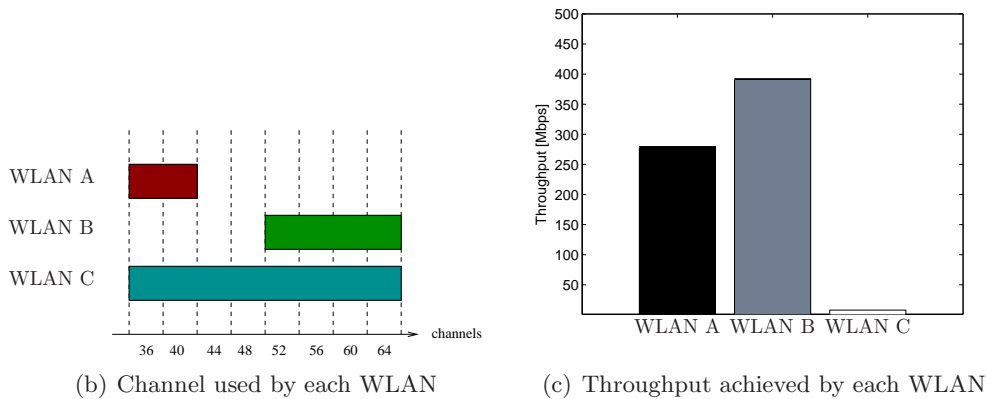 WLAN A
WLAN B
WLAN C
channels
36 40 44 48 52 56 60 64
(b) Channel used by each WLAN
500
450
400
350
300
250
200
150
100
50
Throughput [Mbps]
WLAN A WLAN B WLAN C
(c) Throughput achieved by each WLAN